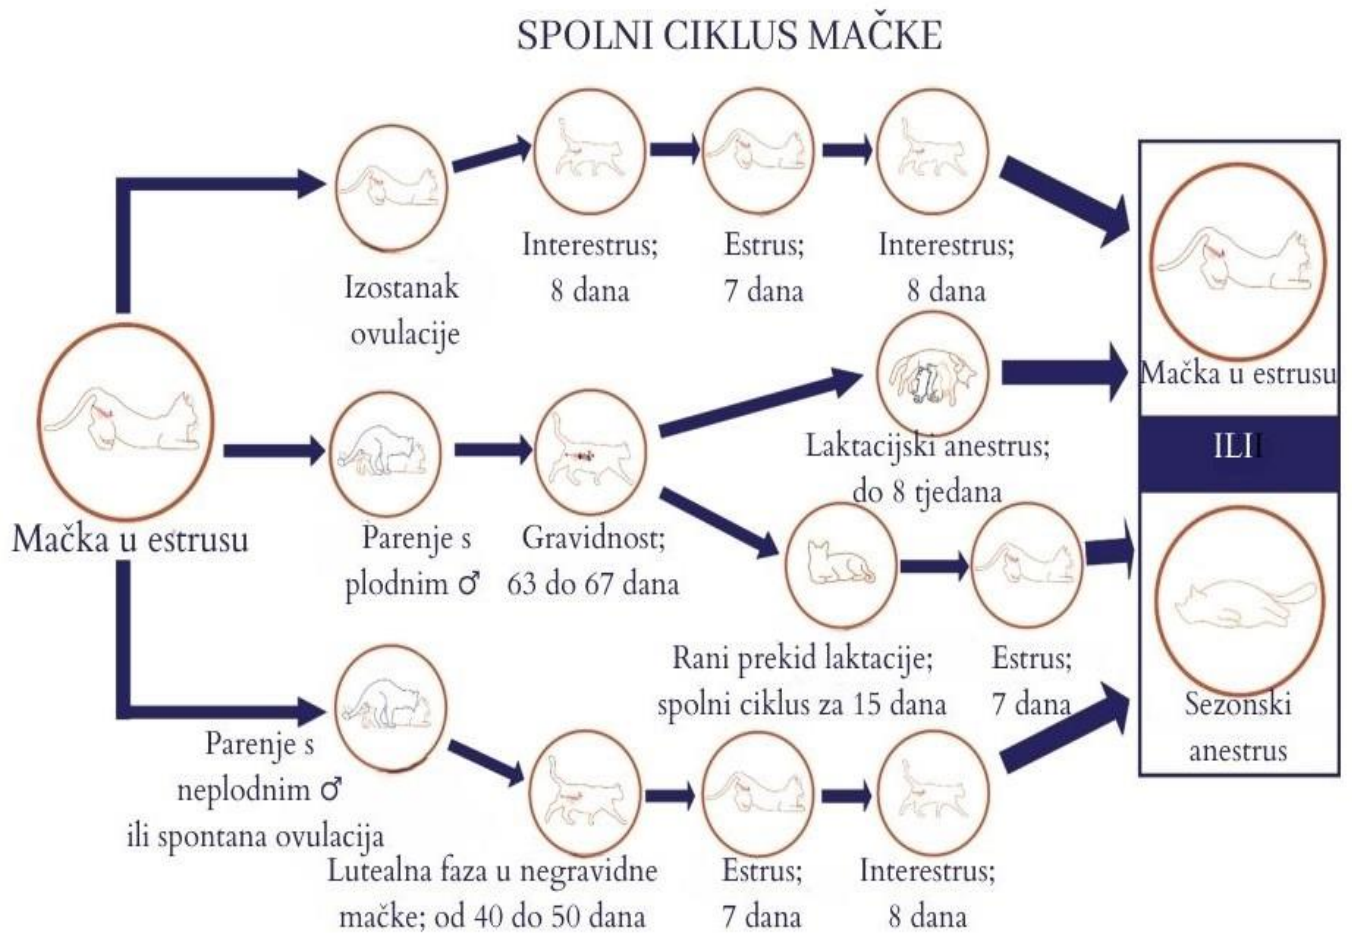 SPOLNI CIKLUS MAČKE
Izostanak
ovulacije
Interestrus;
8 dana
Estrus;
7 dana
Interestrus;
8 dana
Mačka u estrusu
Mačka u estrusu
ILII
Sezonski
anestrus
Parenje s
plodnim ♂
Gravidnost;
63 do 67 dana
Laktacijski anestrus;
do 8 tjedana
Rani prekid laktacije;
spolni ciklus za 15 dana
Estrus;
7 dana
Parenje s
neplodnim ♂
ili spontana ovulacija
Lutealna faza u negravidne
mačke; od 40 do 50 dana
Estrus;
7 dana
Interestrus;
8 dana